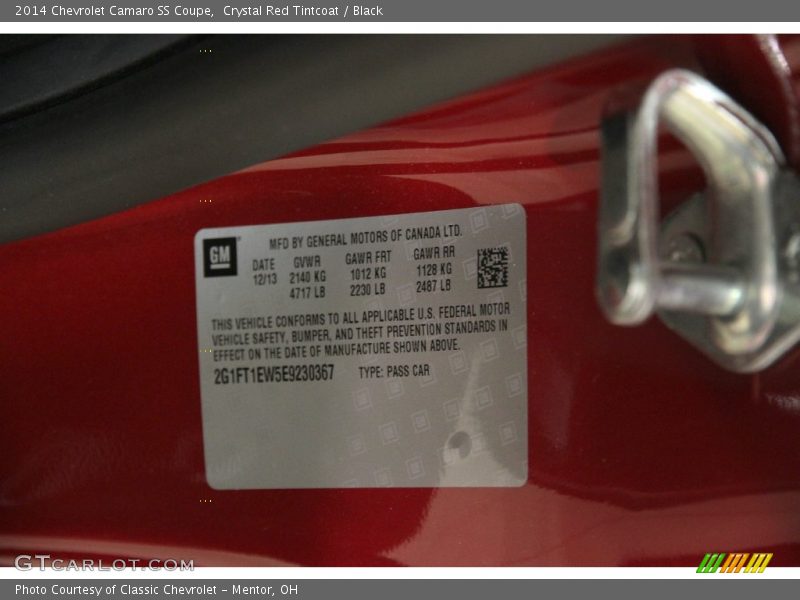 2014 Chevrolet Camaro SS Coupe,  Crystal Red Tintcoat / Black
GM
MFD BY GENERAL MOTORS OF CANADA LTD.
DATE GVWR GAWR FRT GAWR RR
12/13 2140 KG 1012 KG 1128 KG
4717 LB 2230 LB 2487 LB
THIS VEHICLE CONFORMS TO ALL APPLICABLE U.S. FEDERAL MOTOR
VEHICLE SAFETY, BUMPER, AND THEFT PREVENTION STANDARDS IN
EFFECT ON THE DATE OF MANUFACTURE SHOWN ABOVE.
2G1FT1EW5E9230367 TYPE: PASS CAR
GTCARLOT.COM
Photo Courtesy of Classic Chevrolet - Mentor, OH